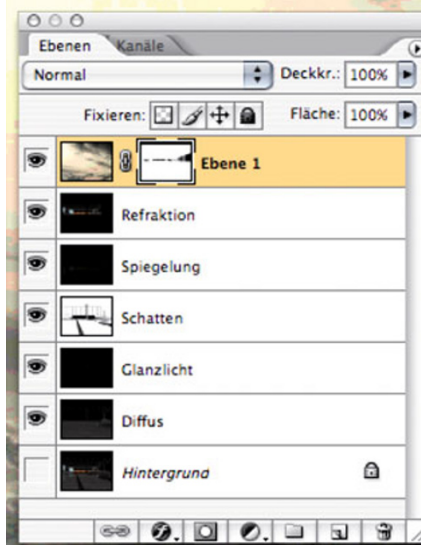 Ebenen Kanäle
Normal Deckkr.: 100%
Fixieren: Fläche: 100%
Ebene 1
Refraktion
Spiegelung
Schatten
Glanzlicht
Diffus
Hintergrund